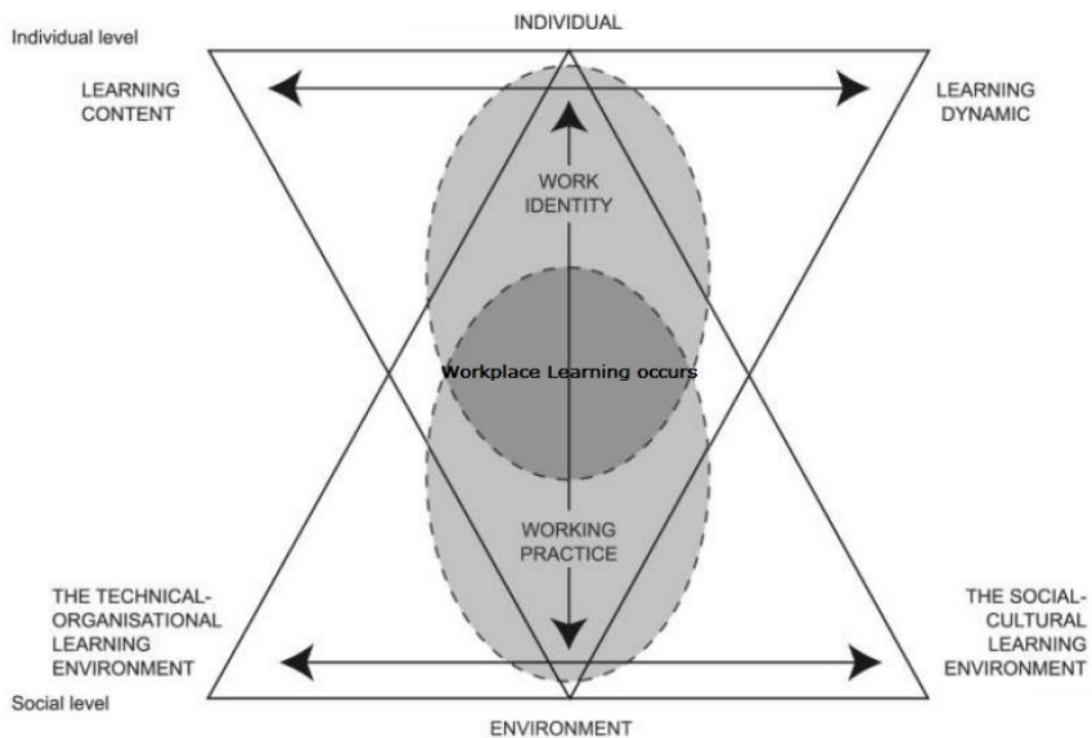 INDIVIDUAL
Individual level
LEARNING
CONTENT
LEARNING
DYNAMIC
WORK
IDENTITY
Workplace Learning occurs
WORKING
PRACTICE
THE TECHNICAL-
ORGANISATIONAL
LEARNING
ENVIRONMENT
THE SOCIAL-
CULTURAL
LEARNING
ENVIRONMENT
Social level
ENVIRONMENT